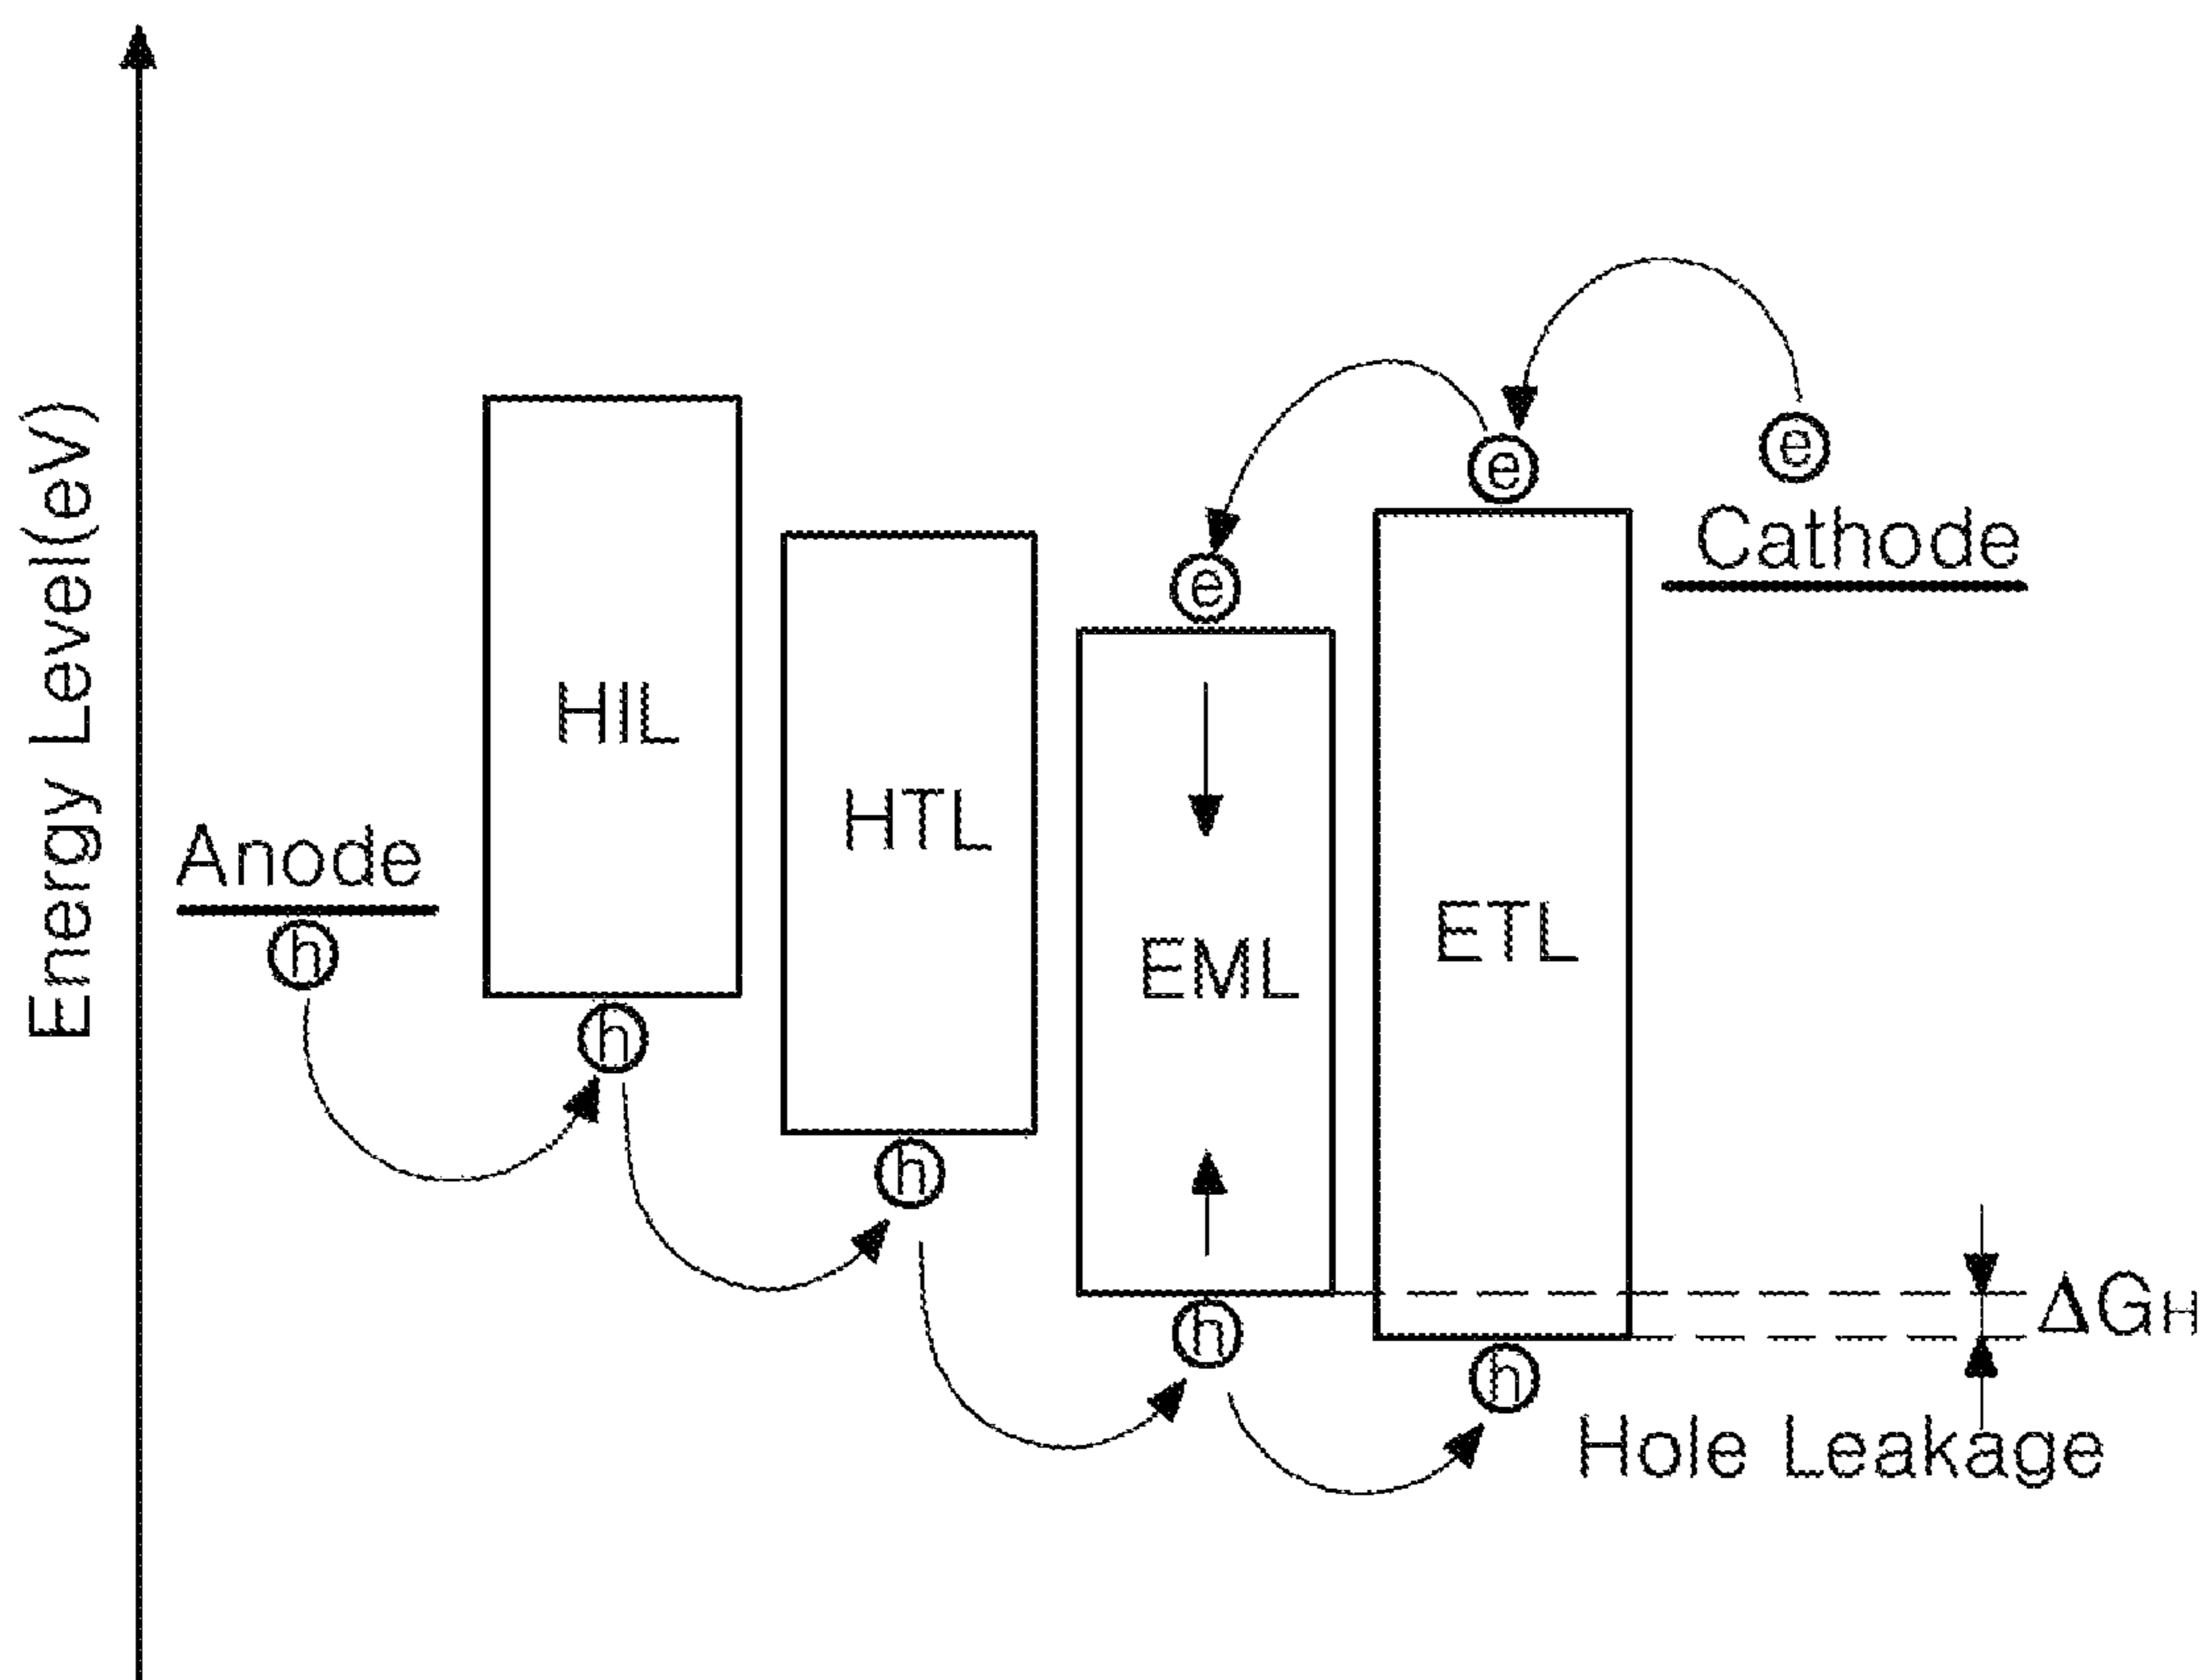 Energy Level(eV)
e
e
Cathode
e
HIL
HTL
Anode
ETL
EML
h
h
h
ΔGH
h
h
Hole Leakage